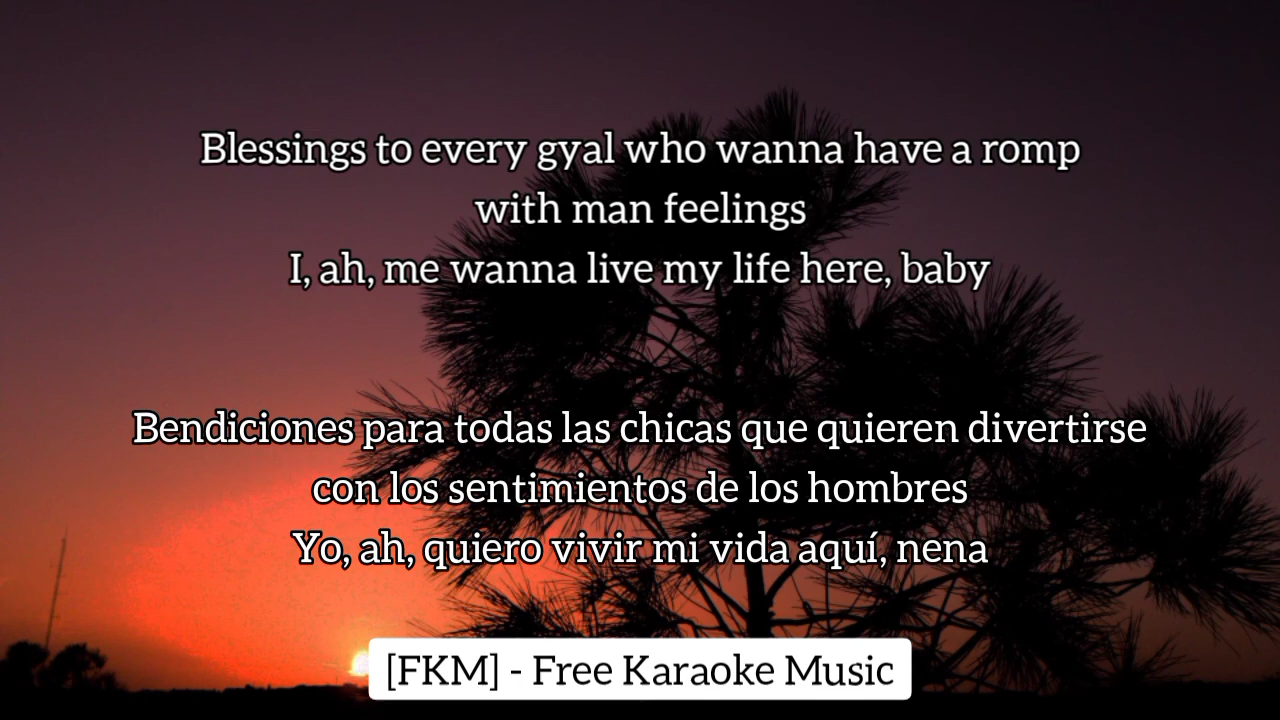 Blessings to every gyal who wanna have a romp
with man feelings
I, ah, me wanna live my life here, baby
Bendiciones para todas las chicas que quieren divertirse
con los sentimientos de los hombres
Yo, ah, quiero vivir mi vida aquí, nena
[FKM] - Free Karaoke Music